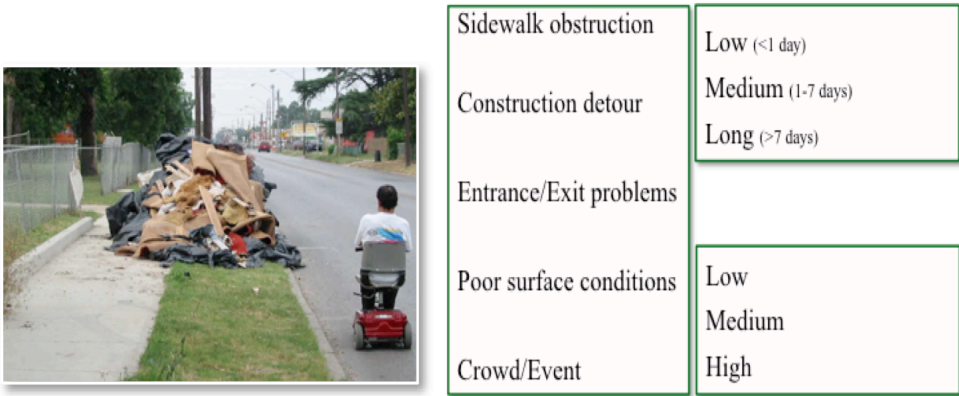 Sidewalk obstruction
Construction detour
Entrance/Exit problems
Poor surface conditions
Crowd/Event
Low (<1 day)
Medium (1-7 days)
Long (>7 days)
Low
Medium
High